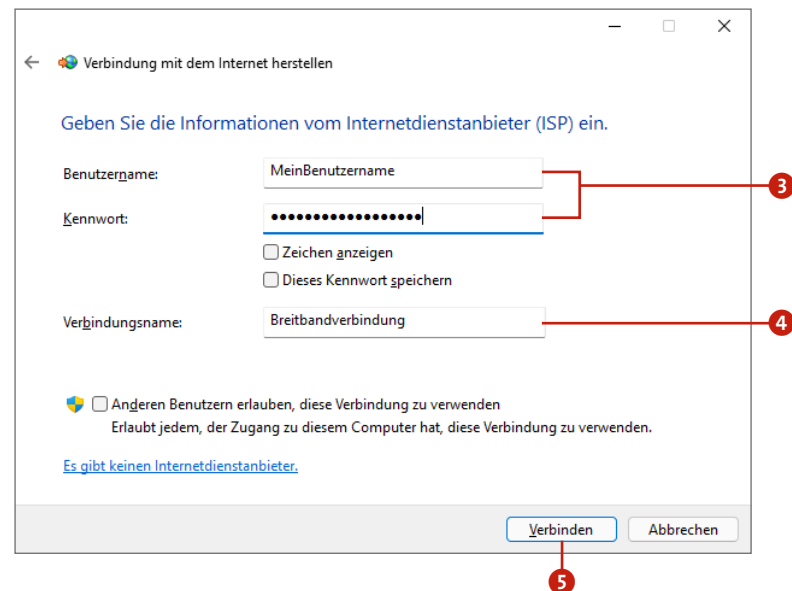 Verbindung mit dem Internet herstellen
Geben Sie die Informationen vom Internetdienstanbieter (ISP) ein.
Benutzername: MeinBenutzername
3
Kennwort: ●●●●●●●●●●●●●●●●●●
Zeichen anzeigen
Dieses Kennwort speichern
Verbindungsname: Breitbandverbindung
4
Anderen Benutzern erlauben, diese Verbindung zu verwenden
Erlaubt jedem, der Zugang zu diesem Computer hat, diese Verbindung zu verwenden.
Es gibt keinen Internetdienstanbieter.
Verbinden Abbrechen
5